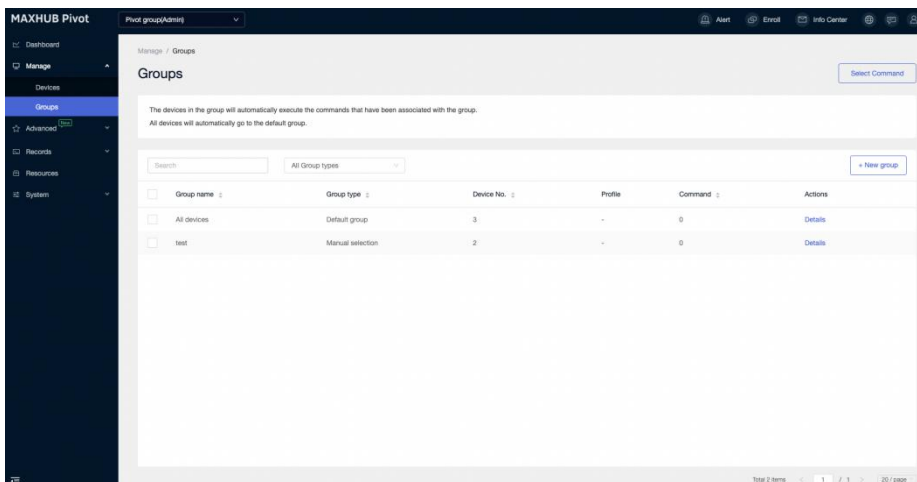 MAXHUB Pivot
Pivot group(Admin)
Alert
Enroll
Info Center
Dashboard
Manage
Devices
Groups
Advanced New
Records
Resources
System
Manage / Groups
Groups
Select Command
The devices in the group will automatically execute the commands that have been associated with the group.
All devices will automatically go to the default group.
Search
All Group types
+ New group
Group name Group type Device No. Profile Command Actions
All devices Default group 3 - 0 Details
test Manual selection 2 - 0 Details
Total 2 items < 1 / 1 > 20 / page